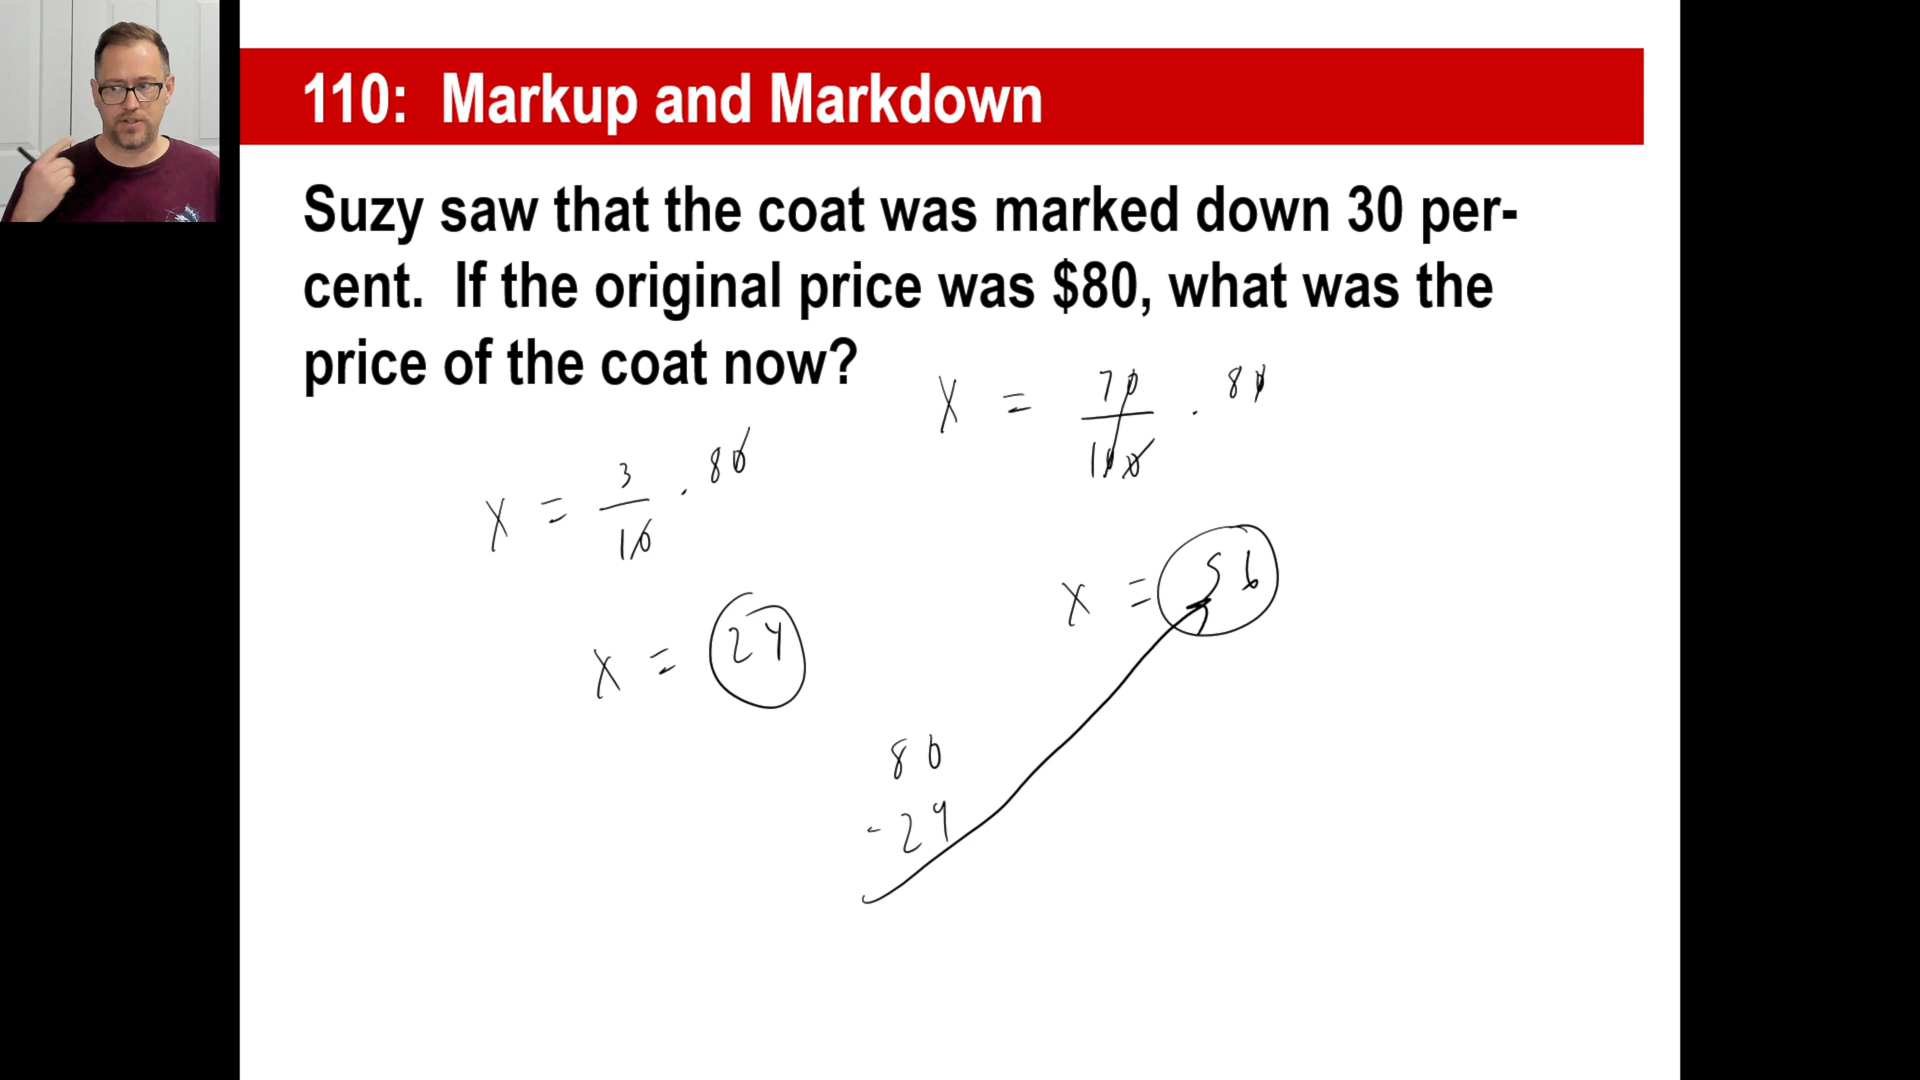 110: Markup and Markdown
Suzy saw that the coat was marked down 30 per-
cent. If the original price was $80, what was the
price of the coat now?
x = 70/100 · 80
x = 3/10 · 80
x = 56
x = 24
80
- 24